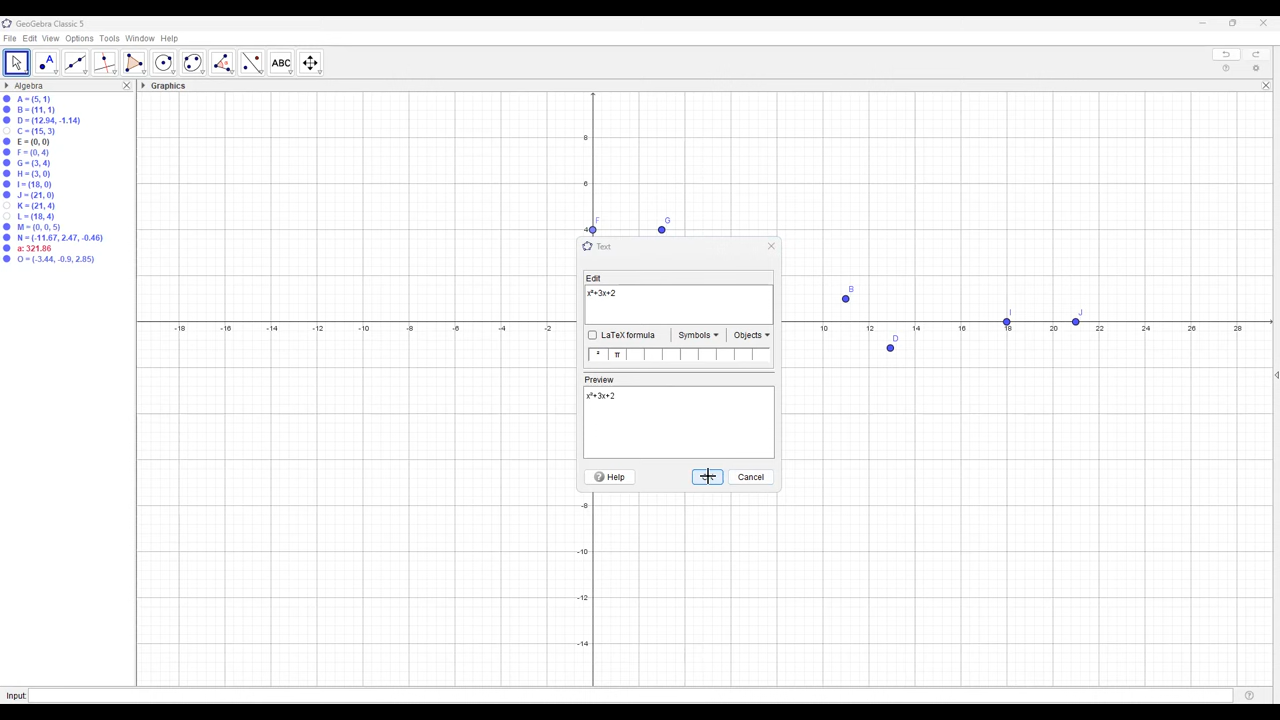 GeoGebra Classic 5
File Edit View Options Tools Window Help
A ABC
Algebra
Graphics
A = (5, 1)
B = (11, 1)
D = (12.94, -1.14)
C = (15, 3)
E = (0, 0)
F = (0, 4)
G = (3, 4)
H = (3, 0)
I = (18, 0)
J = (21, 0)
K = (21, 4)
L = (18, 4)
M = (0, 0, 5)
N = (-11.67, 2.47, -0.46)
a: 321.86
O = (-3.44, -0.9, 2.85)
8
6
F G
4
Text
Edit
x²+3x+2
B
-18 -16 -14 -12 -10 -8 -6 -4 -2 10 12 14 16 18 20 22 24 26 28
I J
D
LaTeX formula Symbols Objects
² π
Preview
x²+3x+2
Help Cancel
-8
-10
-12
-14
Input: